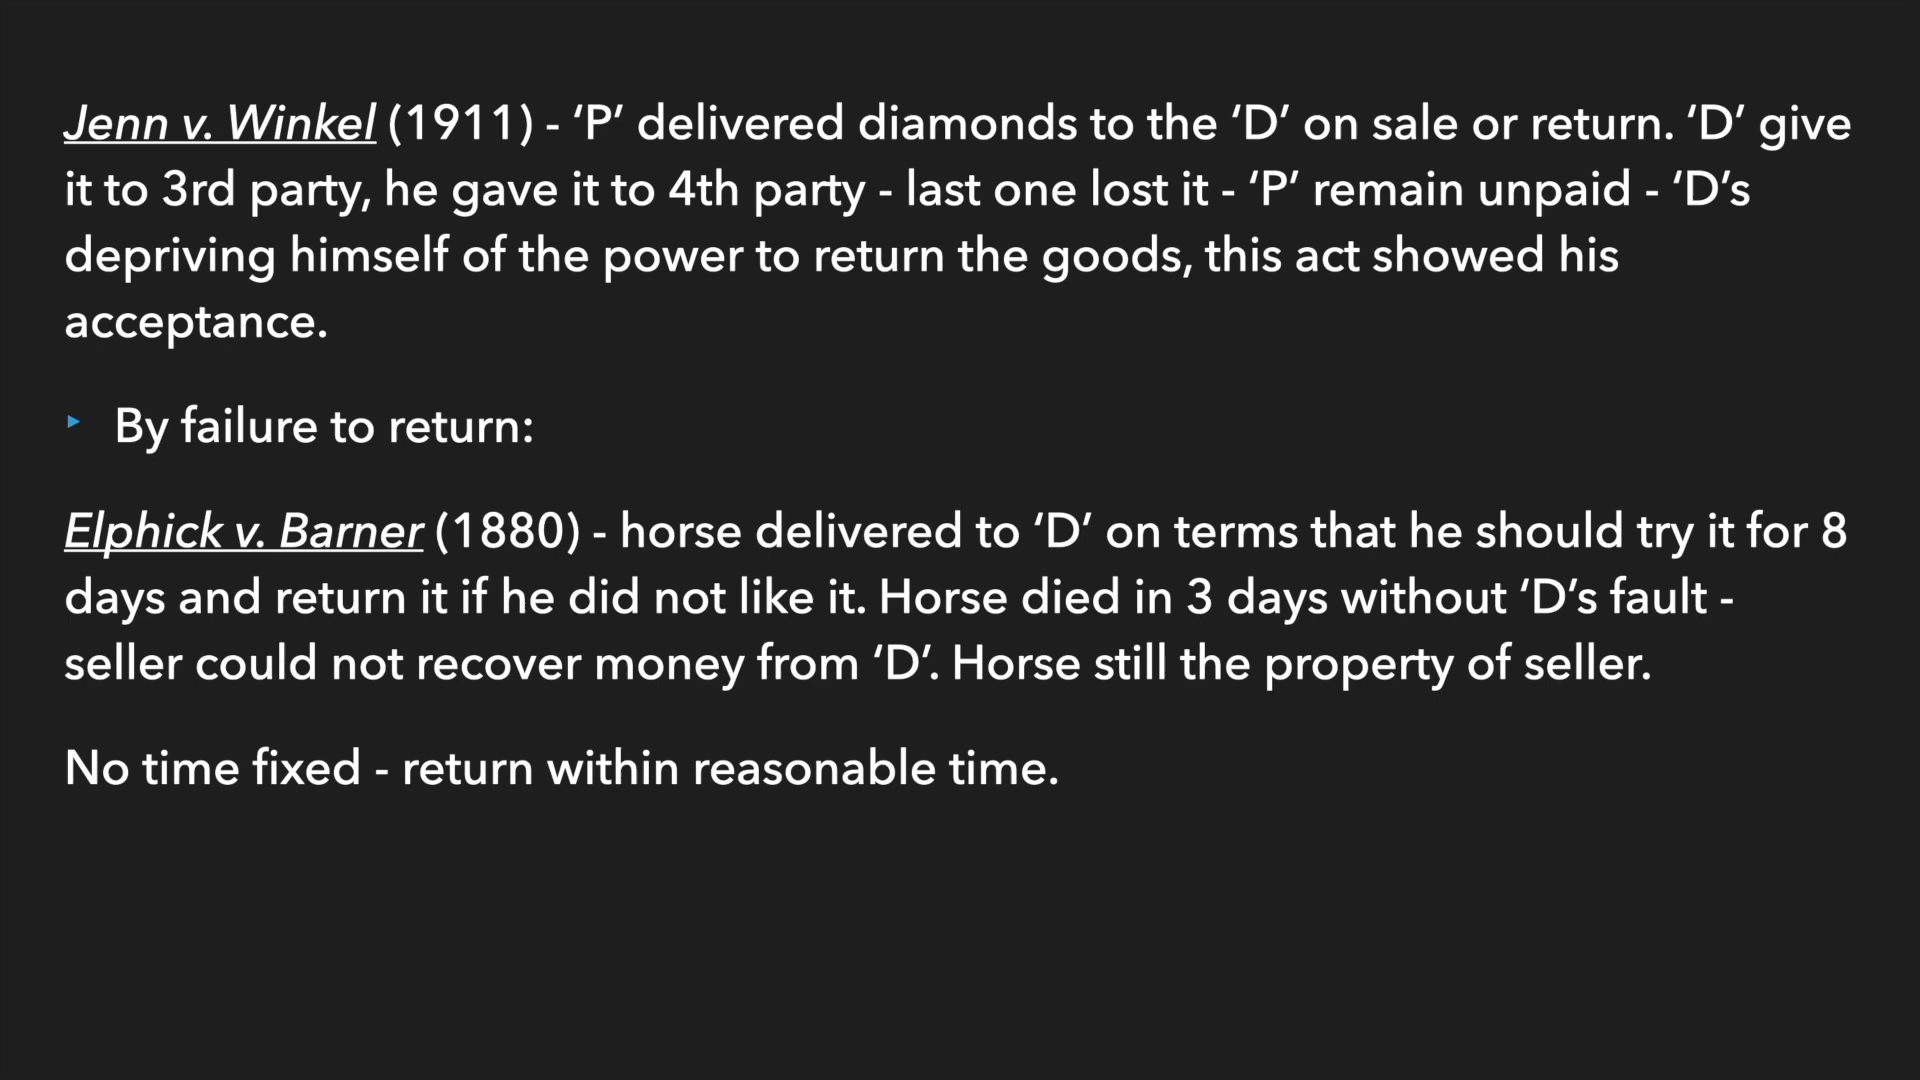 Jenn v. Winkel (1911) - ‘P’ delivered diamonds to the ‘D’ on sale or return. ‘D’ give
it to 3rd party, he gave it to 4th party - last one lost it - ‘P’ remain unpaid - ‘D’s
depriving himself of the power to return the goods, this act showed his
acceptance.
‣ By failure to return:
Elphick v. Barner (1880) - horse delivered to ‘D’ on terms that he should try it for 8
days and return it if he did not like it. Horse died in 3 days without ‘D’s fault -
seller could not recover money from ‘D’. Horse still the property of seller.
No time fixed - return within reasonable time.